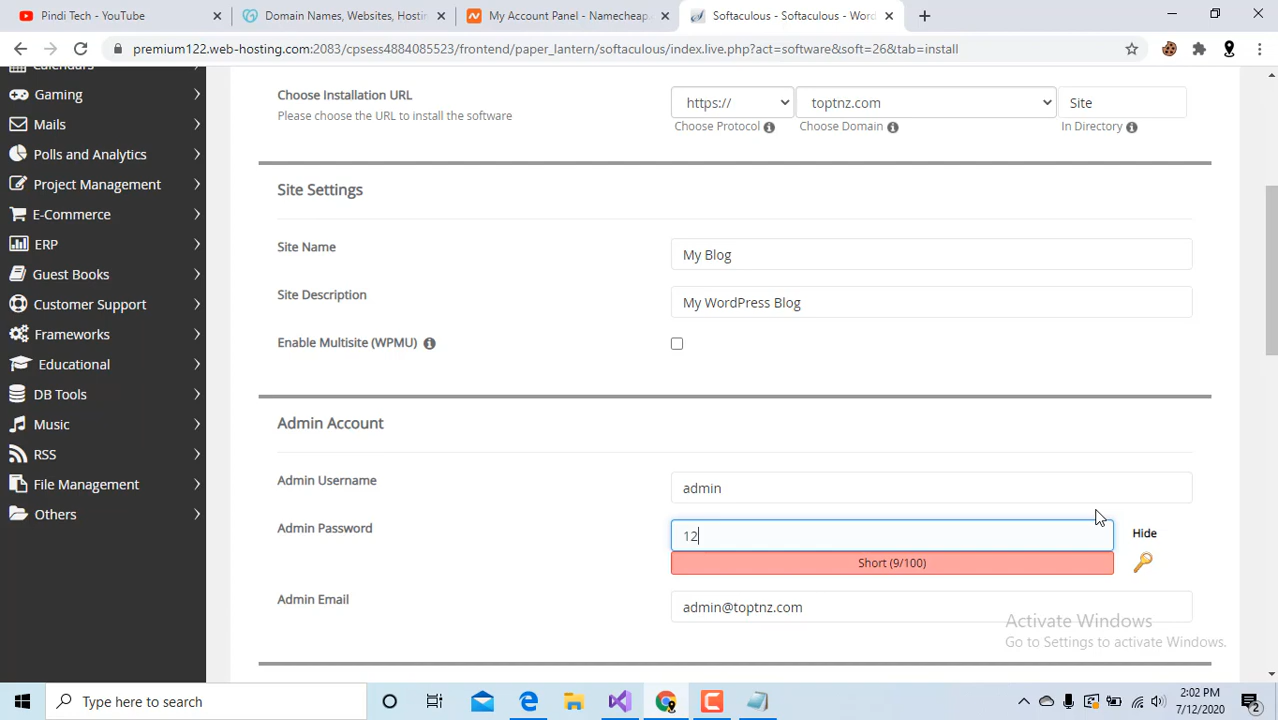 Pindi Tech - YouTube
Domain Names, Websites, Hostin
My Account Panel - Namecheap.
Softaculous - Softaculous - Word
premium122.web-hosting.com:2083/cpsess4884085523/frontend/paper_lantern/softaculous/index.live.php?act=software&soft=26&tab=install
Calendars
Gaming
Mails
Polls and Analytics
Project Management
E-Commerce
ERP
Guest Books
Customer Support
Frameworks
Educational
DB Tools
Music
RSS
File Management
Others
Choose Installation URL
Please choose the URL to install the software
https://
toptnz.com
Site
Choose Protocol
Choose Domain
In Directory
Site Settings
Site Name
My Blog
Site Description
My WordPress Blog
Enable Multisite (WPMU)
Admin Account
Admin Username
admin
Admin Password
12
Hide
Short (9/100)
Admin Email
admin@toptnz.com
Activate Windows
Go to Settings to activate Windows.
Type here to search
2:02 PM
7/12/2020
2